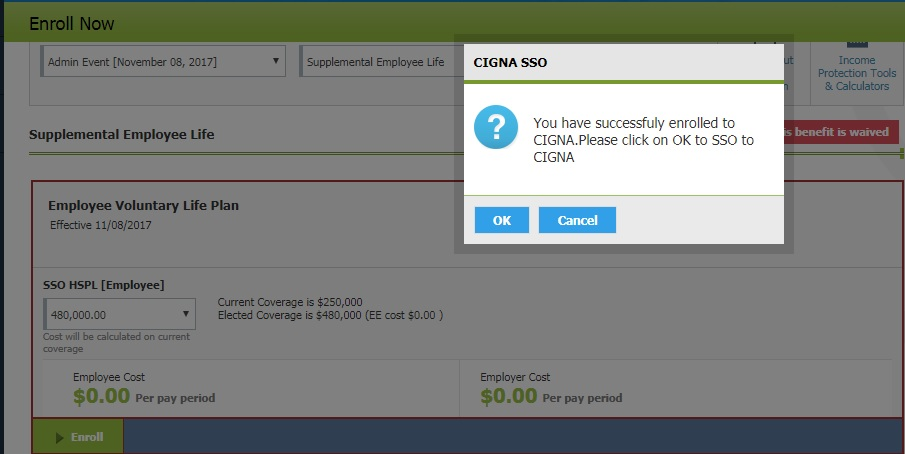 Enroll Now
Admin Event [November 08, 2017]
Supplemental Employee Life
Income
Protection Tools
& Calculators
Supplemental Employee Life
is benefit is waived
CIGNA SSO
?
You have successfuly enrolled to
CIGNA.Please click on OK to SSO to
CIGNA
OK
Cancel
Employee Voluntary Life Plan
Effective 11/08/2017
SSO HSPL [Employee]
480,000.00
Current Coverage is $250,000
Elected Coverage is $480,000 (EE cost $0.00 )
Cost will be calculated on current
coverage
Employee Cost
$0.00 Per pay period
Employer Cost
$0.00 Per pay period
Enroll